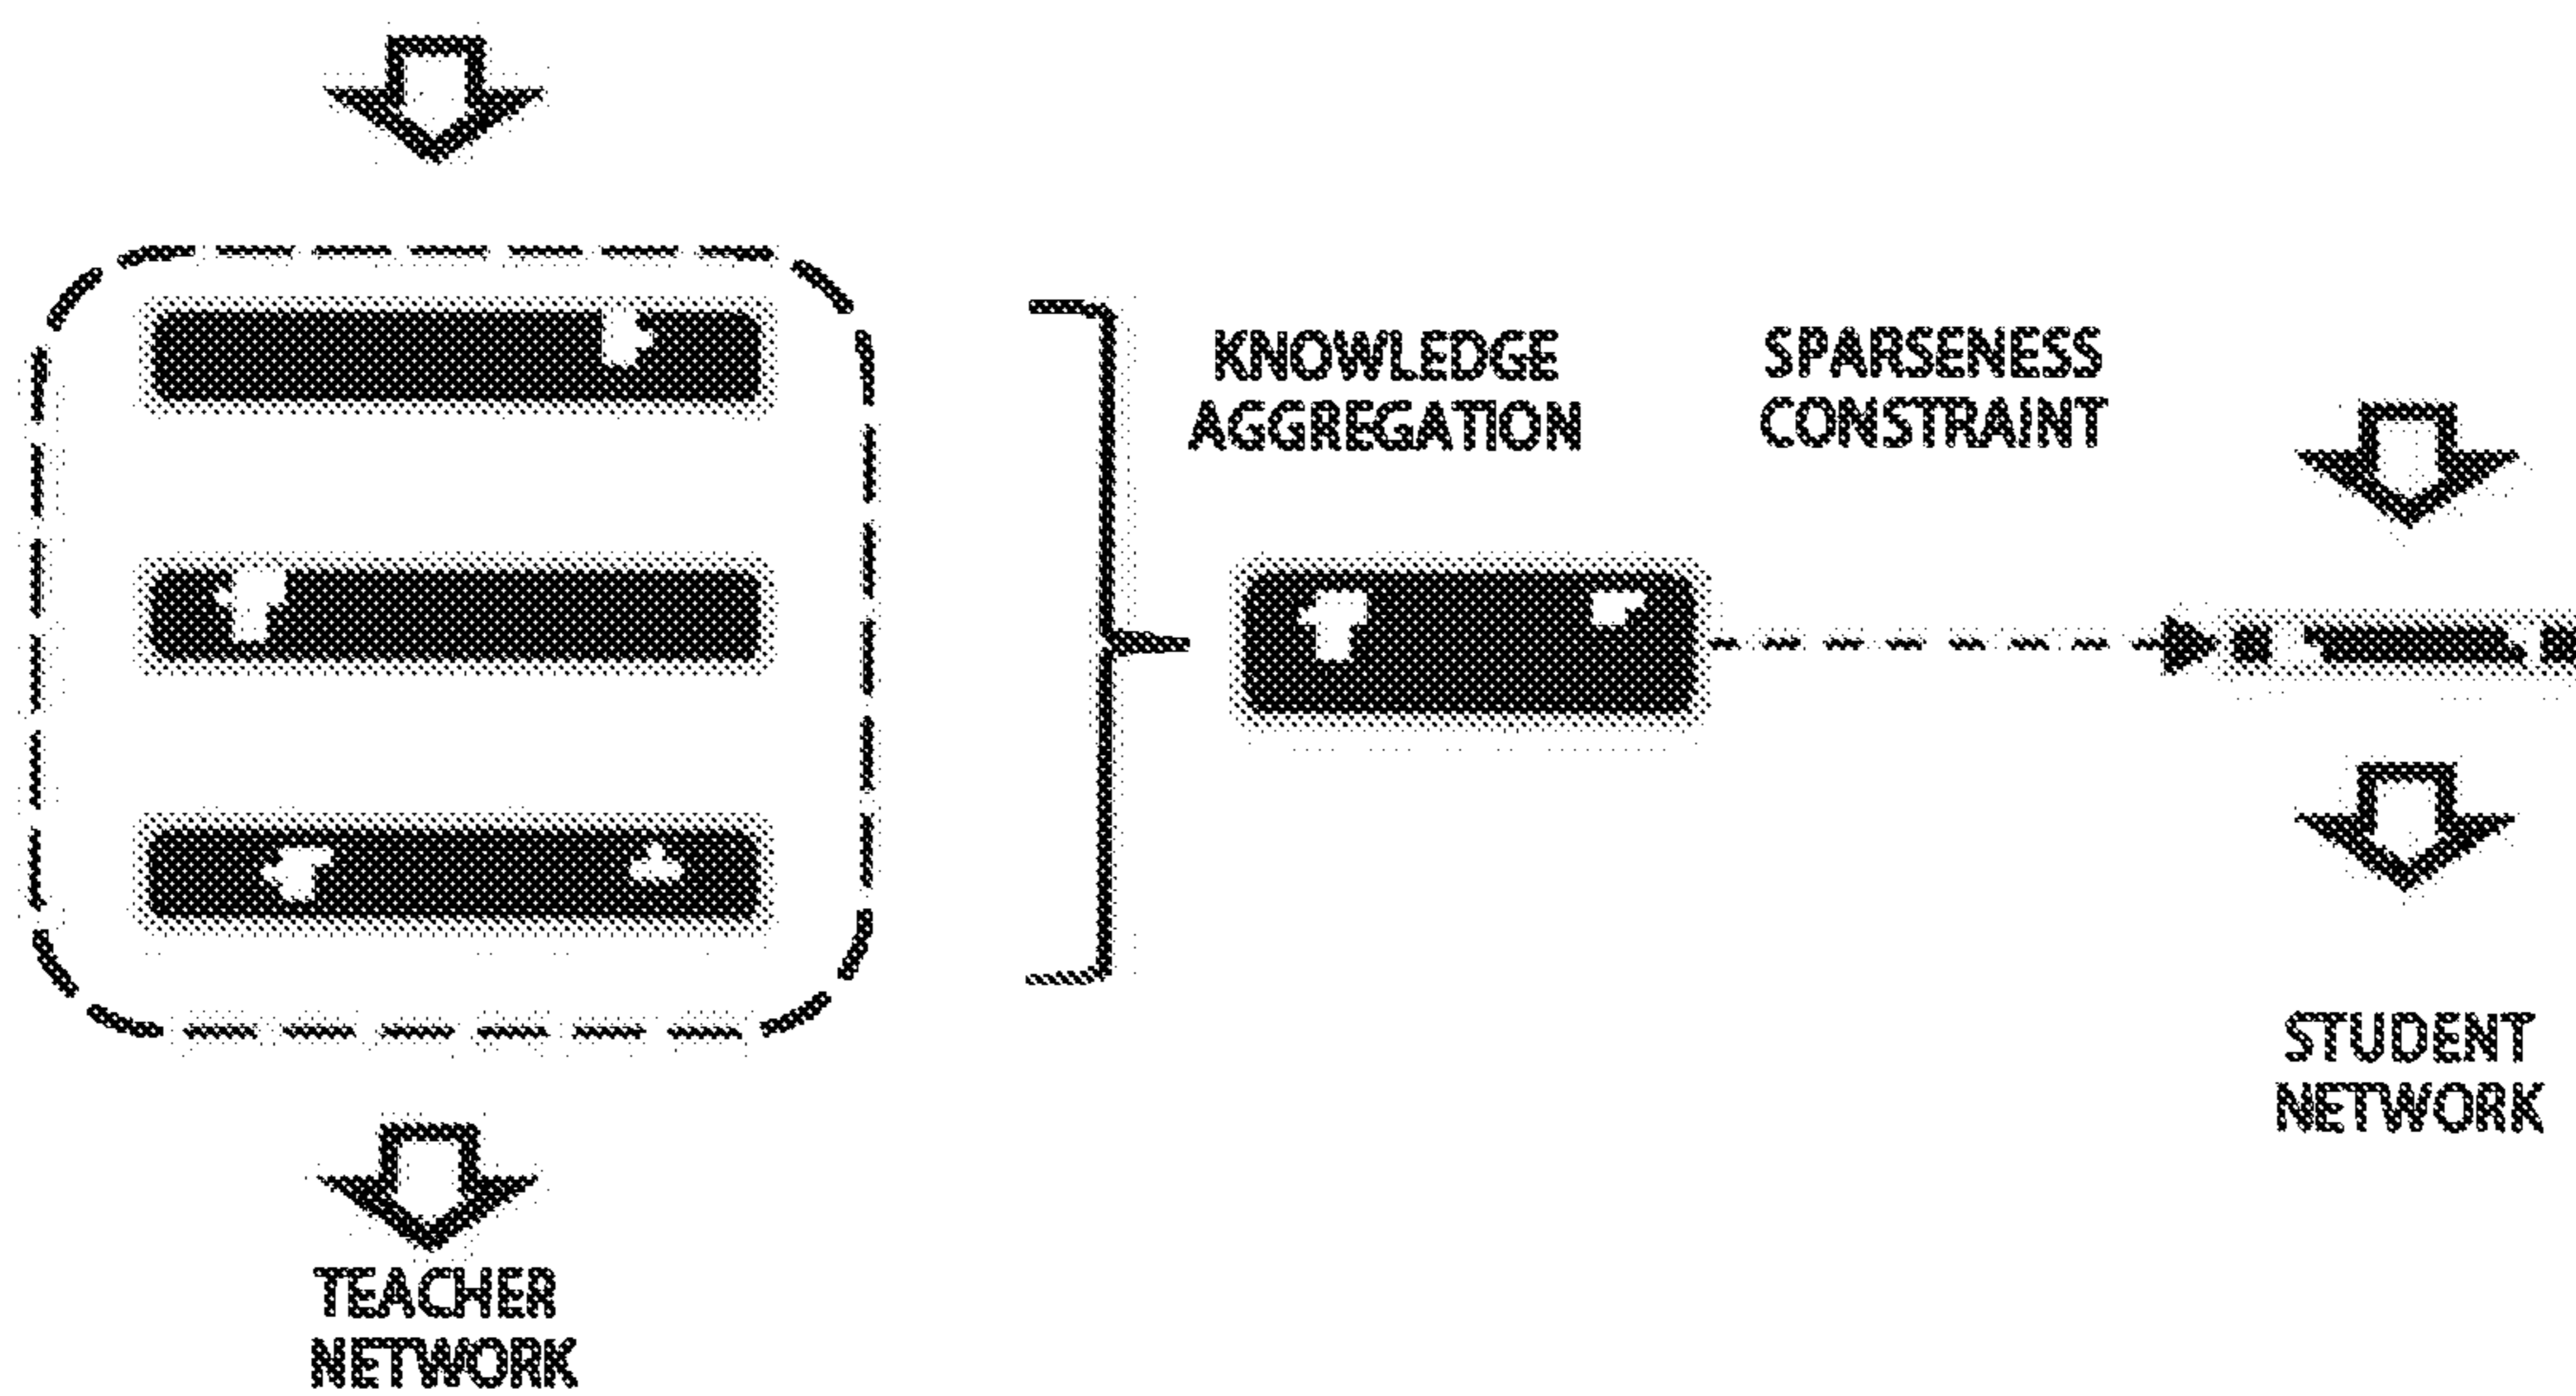 KNOWLEDGE
AGGREGATION
SPARSENESS
CONSTRAINT
STUDENT
NETWORK
TEACHER
NETWORK